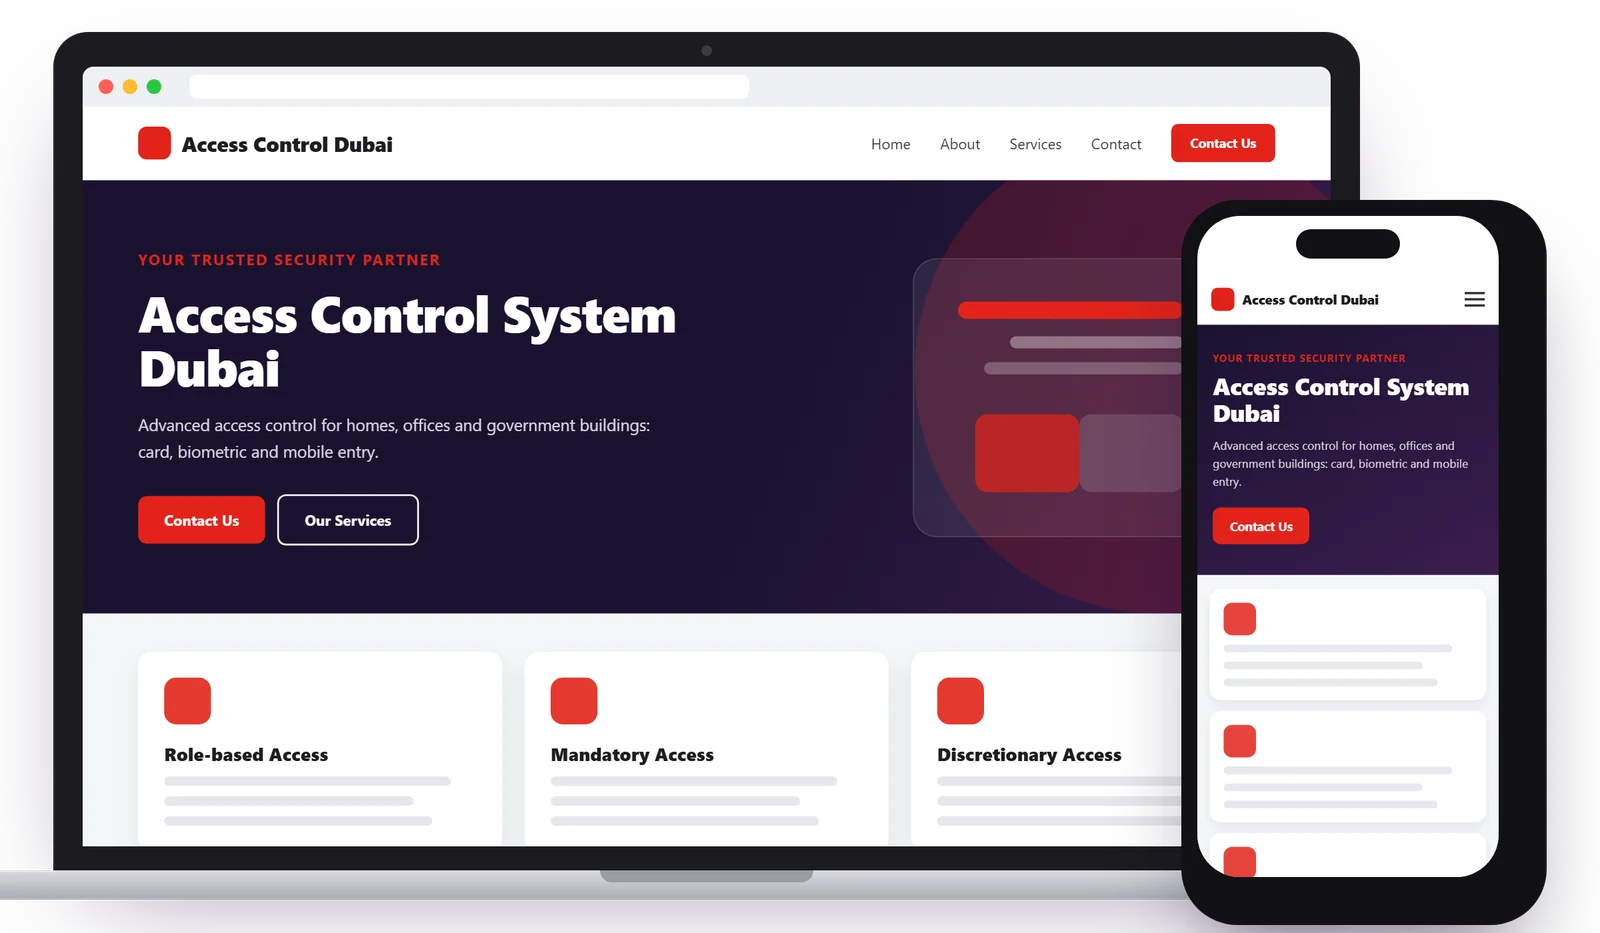 Access Control Dubai
Home
About
Services
Contact
Contact Us
YOUR TRUSTED SECURITY PARTNER
Access Control System
Dubai
Advanced access control for homes, offices and government buildings:
card, biometric and mobile entry.
Contact Us
Our Services
Role-based Access
Mandatory Access
Discretionary Access
Access Control Dubai
YOUR TRUSTED SECURITY PARTNER
Access Control System
Dubai
Advanced access control for homes, offices and
government buildings: card, biometric and mobile
entry.
Contact Us